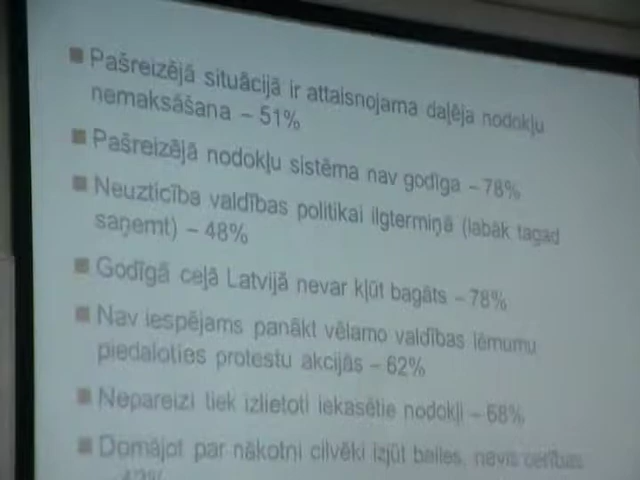 Pašreizējā situācijā ir attaisnojama daļēja nodokļu
nemaksāšana – 51%
Pašreizējā nodokļu sistēma nav godīga – 78%
Neuzticība valdības politikai ilgtermiņā (labāk tagad
saņemt) – 48%
Godīgā ceļā Latvijā nevar kļūt bagāts – 78%
Nav iespējams panākt vēlamo valdības lēmumu
piedaloties protestu akcijās – 62%
Nepareizi tiek izlietoti iekasētie nodokļi – 68%
Domājot par nākotni cilvēki izjūt bailes, nevis cerības